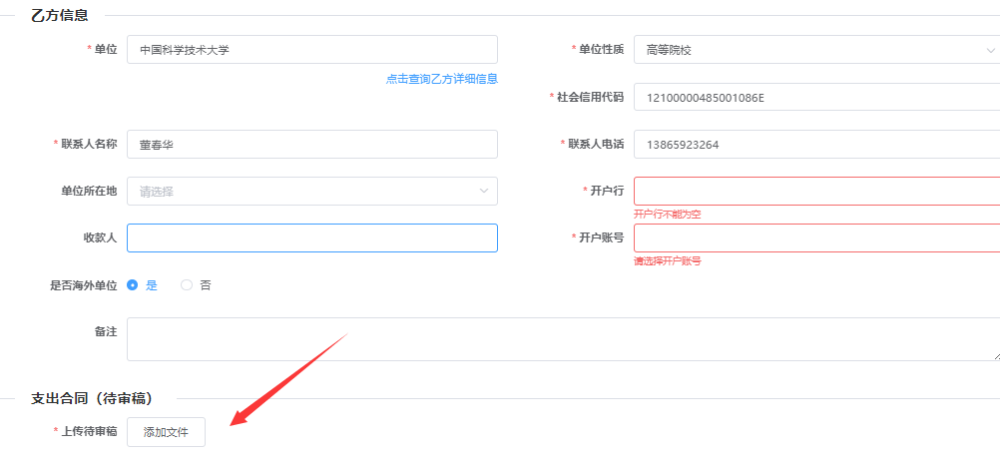 乙方信息
* 单位 中国科学技术大学 * 单位性质 高等院校
点击查询乙方详细信息
* 社会信用代码 12100000485001086E
* 联系人名称 董春华 * 联系人电话 13865923264
单位所在地 请选择 * 开户行
开户行不能为空
收款人 * 开户账号
请选择开户账号
是否海外单位 是 否
备注
支出合同（待审稿）
* 上传待审稿 添加文件